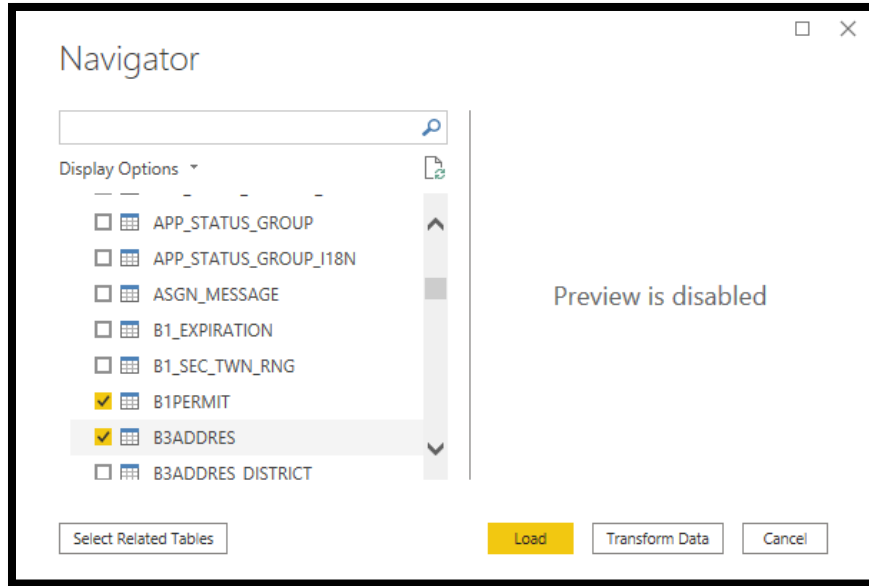 Navigator
Display Options
APP_STATUS_GROUP
APP_STATUS_GROUP_I18N
ASGN_MESSAGE
B1_EXPIRATION
B1_SEC_TWN_RNG
B1PERMIT
B3ADDRES
B3ADDRES_DISTRICT
Preview is disabled
Select Related Tables
Load
Transform Data
Cancel